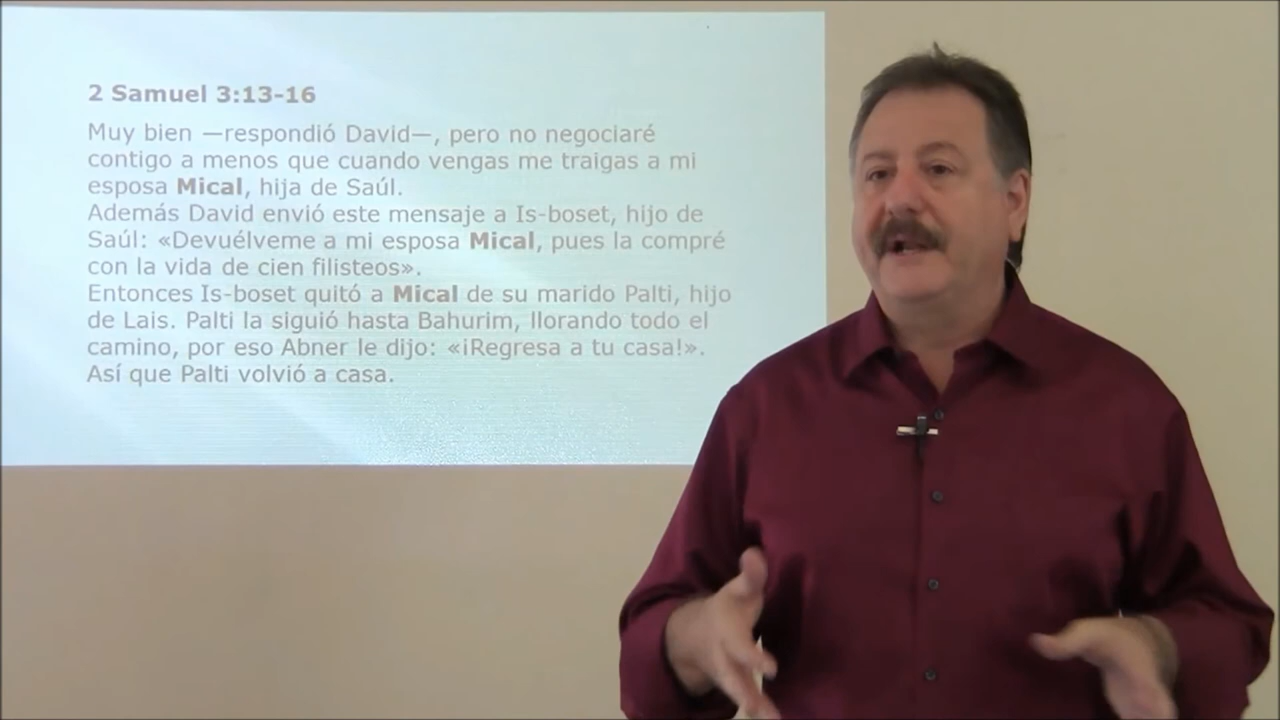 2 Samuel 3:13-16
Muy bien —respondió David—, pero no negociaré
contigo a menos que cuando vengas me traigas a mi
esposa Mical, hija de Saúl.
Además David envió este mensaje a Is-boset, hijo de
Saúl: «Devuélveme a mi esposa Mical, pues la compré
con la vida de cien filisteos».
Entonces Is-boset quitó a Mical de su marido Palti, hijo
de Lais. Palti la siguió hasta Bahurim, llorando todo el
camino, por eso Abner le dijo: «¡Regresa a tu casa!».
Así que Palti volvió a casa.